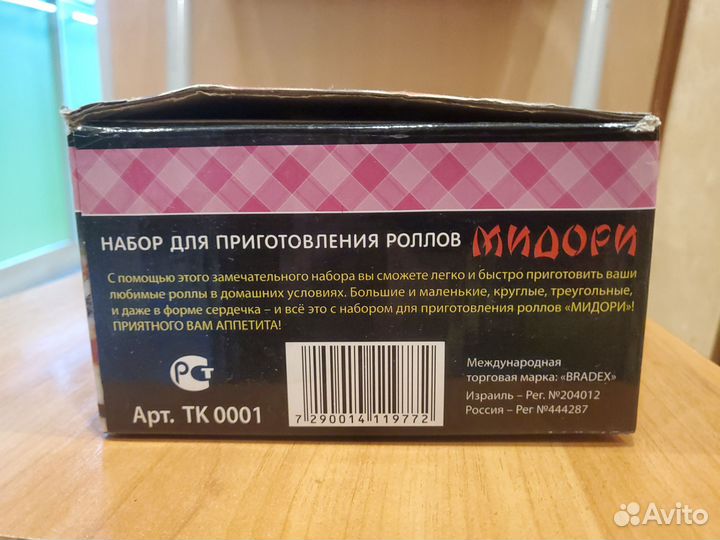 НАБОР ДЛЯ ПРИГОТОВЛЕНИЯ РОЛЛОВ МИДОРИ
С помощью этого замечательного набора вы сможете легко и быстро приготовить ваши
любимые роллы в домашних условиях. Большие и маленькие, круглые, треугольные,
и даже в форме сердечка – и всё это с набором для приготовления роллов «МИДОРИ»!
ПРИЯТНОГО ВАМ АППЕТИТА!
РСТ
Арт. ТК 0001
7 290014 119772
Международная
торговая марка: «BRADEX»
Израиль – Рег. №204012
Россия – Рег №444287
Avito